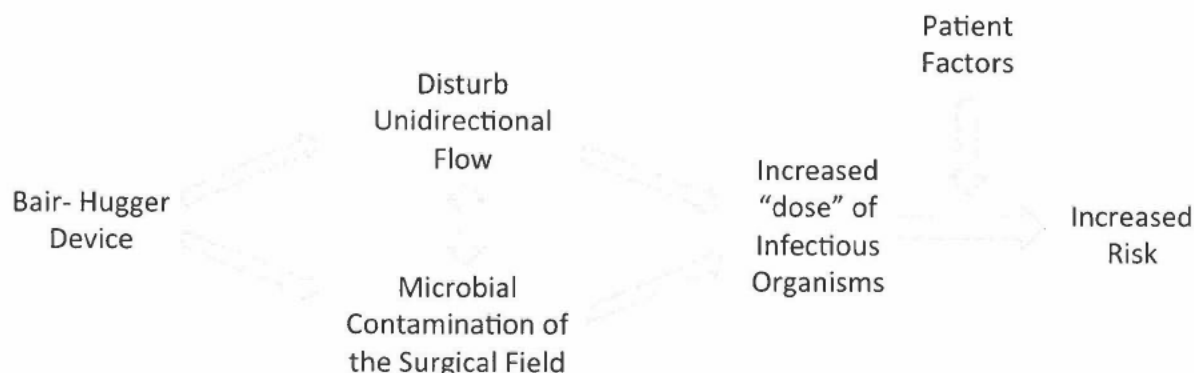 Bair- Hugger
Device
Disturb
Unidirectional
Flow
Microbial
Contamination of
the Surgical Field
Increased
“dose” of
Infectious
Organisms
Patient
Factors
Increased
Risk